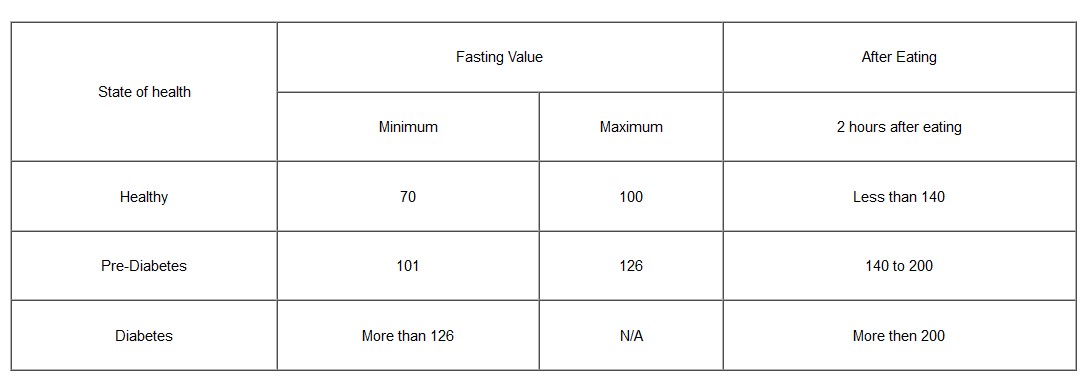 State of health
Fasting Value
After Eating
Minimum
Maximum
2 hours after eating
Healthy
70
100
Less than 140
Pre-Diabetes
101
126
140 to 200
Diabetes
More than 126
N/A
More then 200